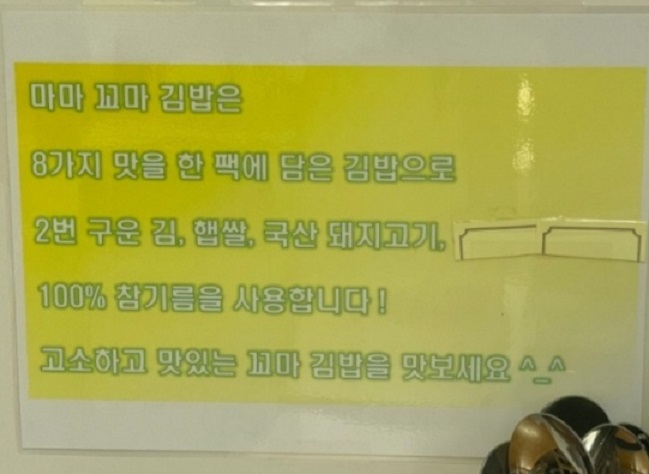 마마 꼬마 김밥은
8가지 맛을 한 팩에 담은 김밥으로
2번 구운 김, 햅쌀, 국산 돼지고기,
100% 참기름을 사용합니다!
고소하고 맛있는 꼬마 김밥을 맛보세요 ^_^